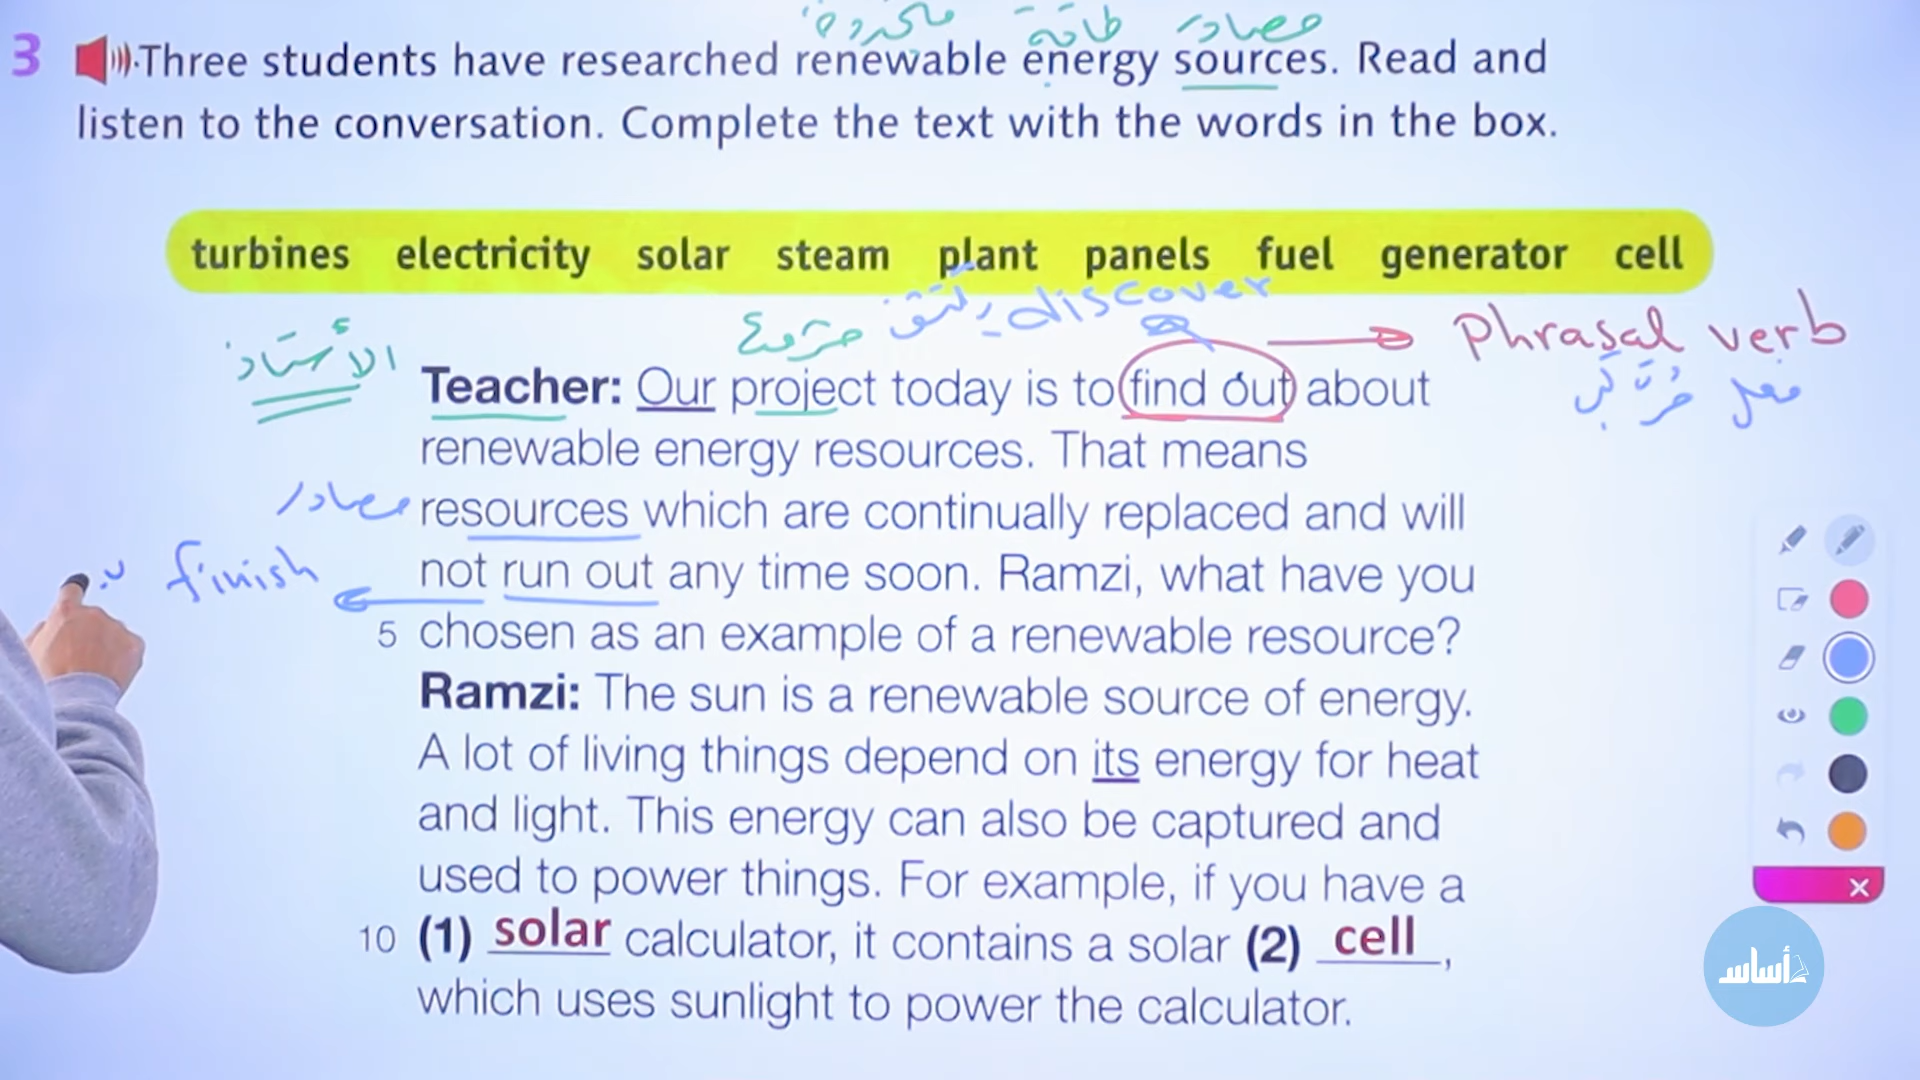 متجددة طاقة مصادر
3 Three students have researched renewable energy sources. Read and
listen to the conversation. Complete the text with the words in the box.
turbines electricity solar steam plant panels fuel generator cell
discover
الأستاذ
Phrasal verb
فعل مركب
Teacher: Our project today is to find out about
renewable energy resources. That means
مصادر
resources which are continually replaced and will
finish
not run out any time soon. Ramzi, what have you
5 chosen as an example of a renewable resource?
Ramzi: The sun is a renewable source of energy.
A lot of living things depend on its energy for heat
and light. This energy can also be captured and
used to power things. For example, if you have a
10 (1) solar calculator, it contains a solar (2) cell,
which uses sunlight to power the calculator.
أساس